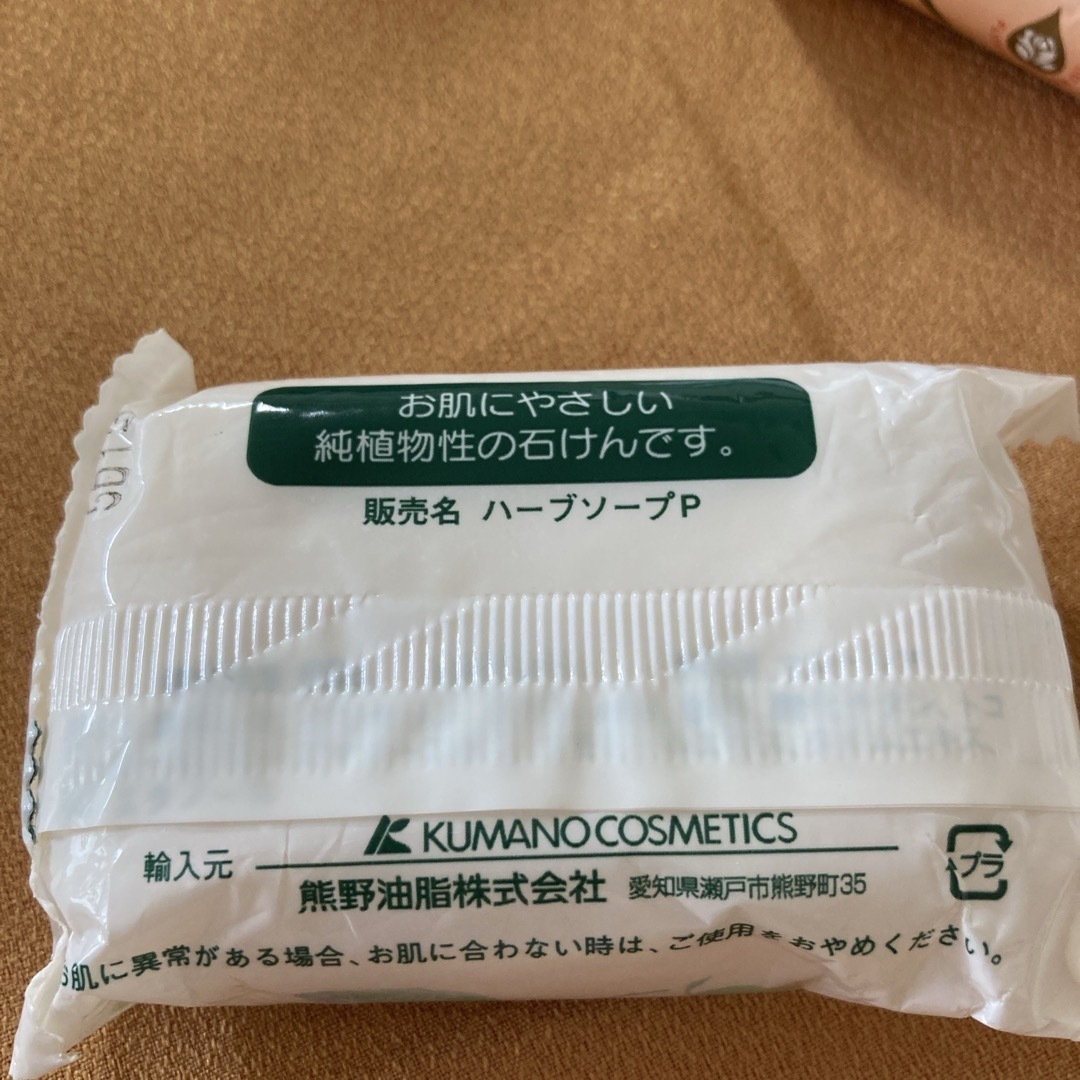 お肌にやさしい
純植物性の石けんです。
販売名 ハーブソープP
KUMANO COSMETICS
輸入元
熊野油脂株式会社 愛知県瀬戸市熊野町35
プラ
お肌に異常がある場合、お肌に合わない時は、ご使用をおやめください。